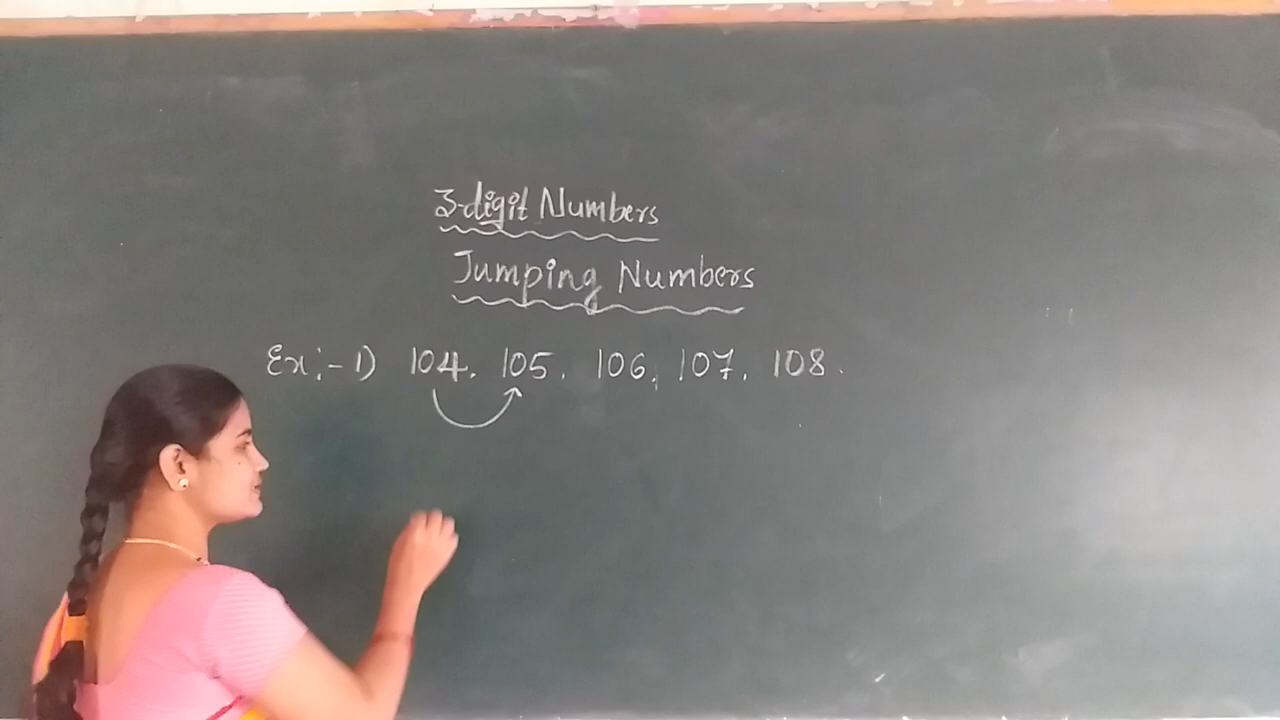 3-digit Numbers
Jumping Numbers
Ex:-1) 104, 105, 106, 107, 108.